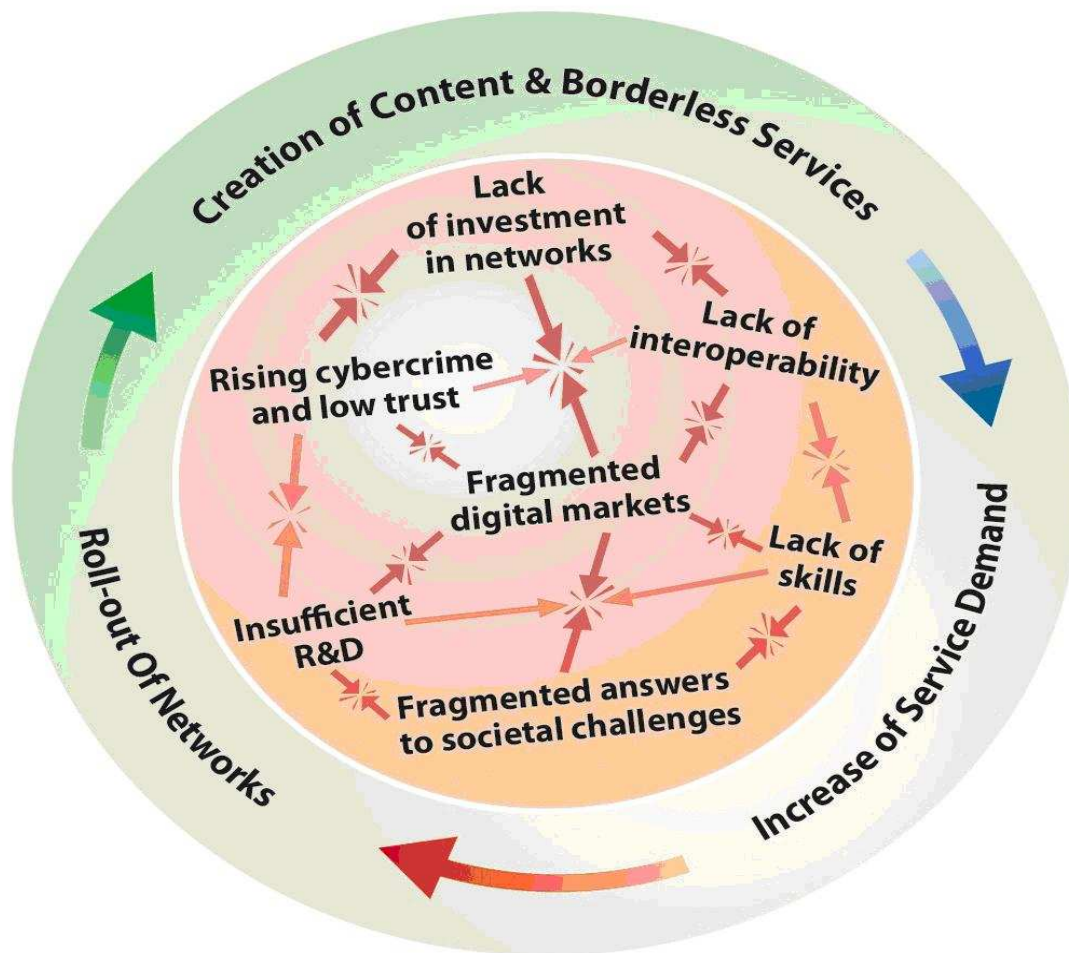 Creation of Content & Borderless Services
Lack
of investment
in networks
Lack of
interoperability
Rising cybercrime
and low trust
Fragmented
digital markets
Lack of
skills
Insufficient
R&D
Fragmented answers
to societal challenges
Increase of Service Demand
Roll-out Of Networks